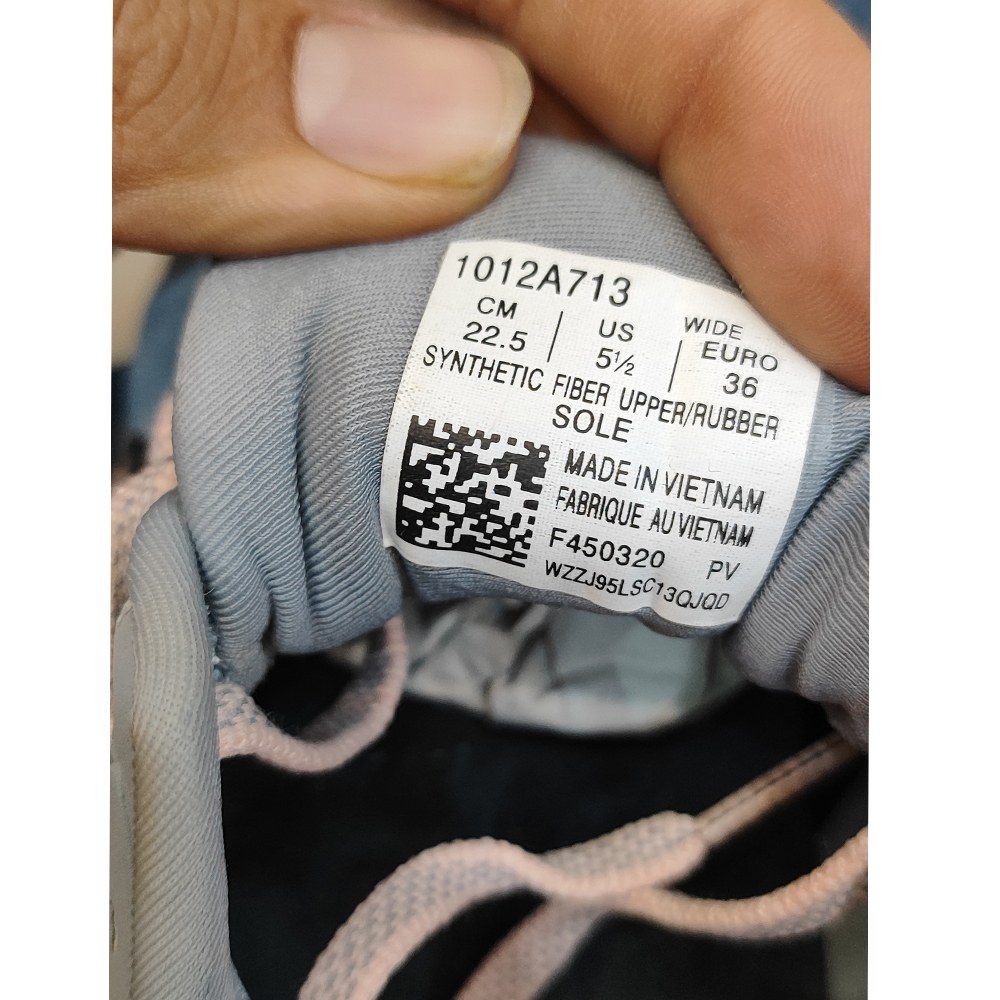 1012A713
WIDE
CM US EURO
22.5 5½ 36
SYNTHETIC FIBER UPPER/RUBBER
SOLE
MADE IN VIETNAM
FABRIQUE AU VIETNAM
F450320 PV
WZZJ95LSC13QJQD